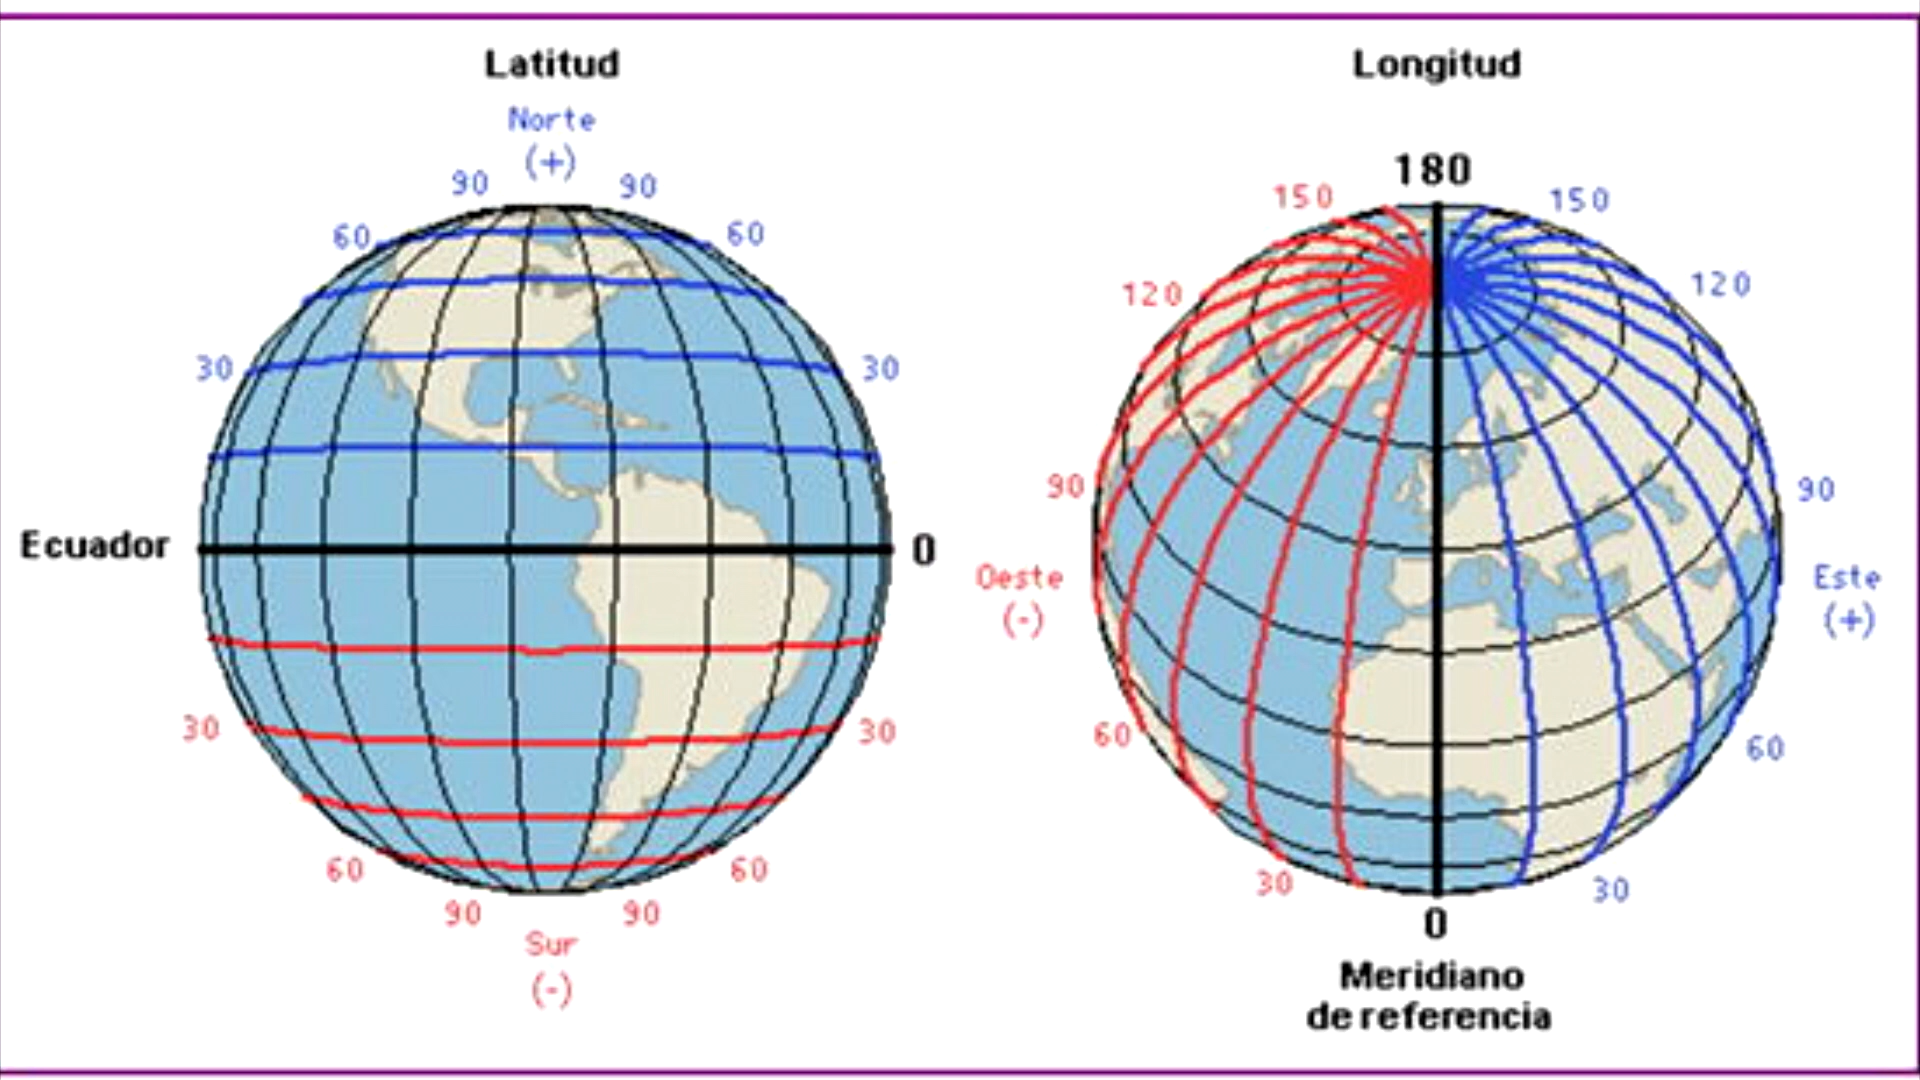 Latitud
Norte
(+)
90 90
60 60
30 30
Ecuador 0
30 30
60 60
90 90
Sur
(-)
Longitud
180
150 150
120 120
90 90
Oeste Este
(-) (+)
60 60
30 30
0
Meridiano
de referencia